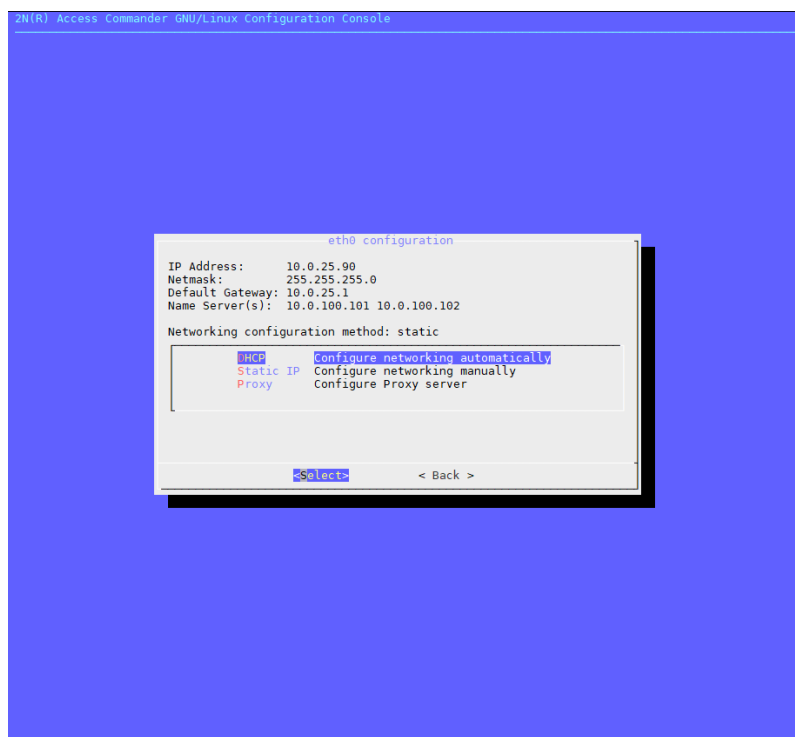 2N(R) Access Commander GNU/Linux Configuration Console
eth0 configuration
IP Address: 10.0.25.90
Netmask: 255.255.255.0
Default Gateway: 10.0.25.1
Name Server(s): 10.0.100.101 10.0.100.102
Networking configuration method: static
DHCP Configure networking automatically
Static IP Configure networking manually
Proxy Configure Proxy server
<Select> < Back >